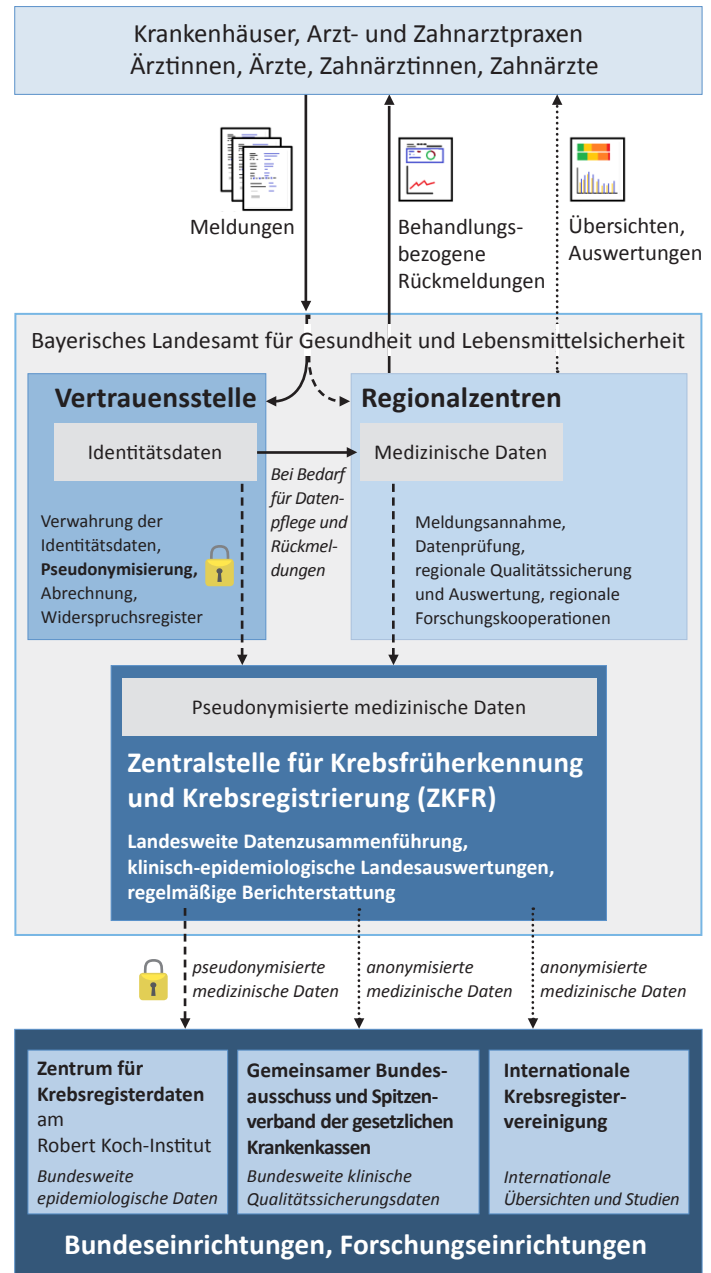 Krankenhäuser, Arzt- und Zahnarztpraxen
Ärztinnen, Ärzte, Zahnärztinnen, Zahnärzte
Meldungen
Behandlungs-
bezogene
Rückmeldungen
Übersichten,
Auswertungen
Bayerisches Landesamt für Gesundheit und Lebensmittelsicherheit
Vertrauensstelle
Identitätsdaten
Verwahrung der
Identitätsdaten,
Pseudonymisierung,
Abrechnung,
Widerspruchsregister
Bei Bedarf
für Daten-
pflege und
Rückmel-
dungen
Regionalzentren
Medizinische Daten
Meldungsannahme,
Datenprüfung,
regionale Qualitätssicherung
und Auswertung, regionale
Forschungskooperationen
Pseudonymisierte medizinische Daten
Zentralstelle für Krebsfrüherkennung
und Krebsregistrierung (ZKFR)
Landesweite Datenzusammenführung,
klinisch-epidemiologische Landesauswertungen,
regelmäßige Berichterstattung
pseudonymisierte
medizinische Daten
anonymisierte
medizinische Daten
anonymisierte
medizinische Daten
Zentrum für
Krebsregisterdaten
am
Robert Koch-Institut
Bundesweite
epidemiologische Daten
Gemeinsamer Bundes-
ausschuss und Spitzen-
verband der gesetzlichen
Krankenkassen
Bundesweite klinische
Qualitätssicherungsdaten
Internationale
Krebsregister-
vereinigung
Internationale
Übersichten und Studien
Bundeseinrichtungen, Forschungseinrichtungen